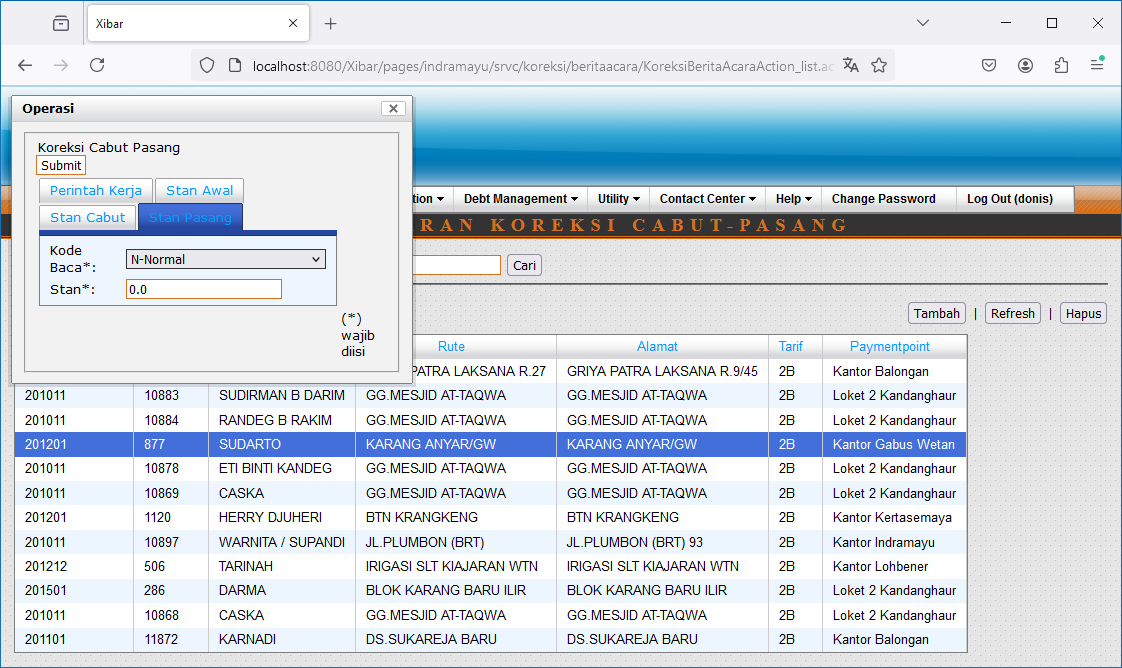 Xibar
localhost:8080/Xibar/pages/indramayu/srvc/koreksi/beritaacara/KoreksiBeritaAcaraAction_list.ac
Operasi
Koreksi Cabut Pasang
Submit
Perintah Kerja Stan Awal
Stan Cabut Stan Pasang
Kode Baca*: N-Normal
Stan*: 0.0
(*)
wajib
diisi
tion Debt Management Utility Contact Center Help Change Password Log Out (donis)
RAN KOREKSI CABUT-PASANG
Cari
Tambah | Refresh | Hapus
Rute Alamat Tarif Paymentpoint
PATRA LAKSANA R.27 GRIYA PATRA LAKSANA R.9/45 2B Kantor Balongan
201011 10883 SUDIRMAN B DARIM GG.MESJID AT-TAQWA GG.MESJID AT-TAQWA 2B Loket 2 Kandanghaur
201011 10884 RANDEG B RAKIM GG.MESJID AT-TAQWA GG.MESJID AT-TAQWA 2B Loket 2 Kandanghaur
201201 877 SUDARTO KARANG ANYAR/GW KARANG ANYAR/GW 2B Kantor Gabus Wetan
201011 10878 ETI BINTI KANDEG GG.MESJID AT-TAQWA GG.MESJID AT-TAQWA 2B Loket 2 Kandanghaur
201011 10869 CASKA GG.MESJID AT-TAQWA GG.MESJID AT-TAQWA 2B Loket 2 Kandanghaur
201201 1120 HERRY DJUHERI BTN KRANGKENG BTN KRANGKENG 2B Kantor Kertasemaya
201011 10897 WARNITA / SUPANDI JL.PLUMBON (BRT) JL.PLUMBON (BRT) 93 2B Kantor Indramayu
201212 506 TARINAH IRIGASI SLT KIAJARAN WTN IRIGASI SLT KIAJARAN WTN 2B Kantor Lohbener
201501 286 DARMA BLOK KARANG BARU ILIR BLOK KARANG BARU ILIR 2B Loket 2 Kandanghaur
201011 10868 CASKA GG.MESJID AT-TAQWA GG.MESJID AT-TAQWA 2B Loket 2 Kandanghaur
201101 11872 KARNADI DS.SUKAREJA BARU DS.SUKAREJA BARU 2B Kantor Balongan